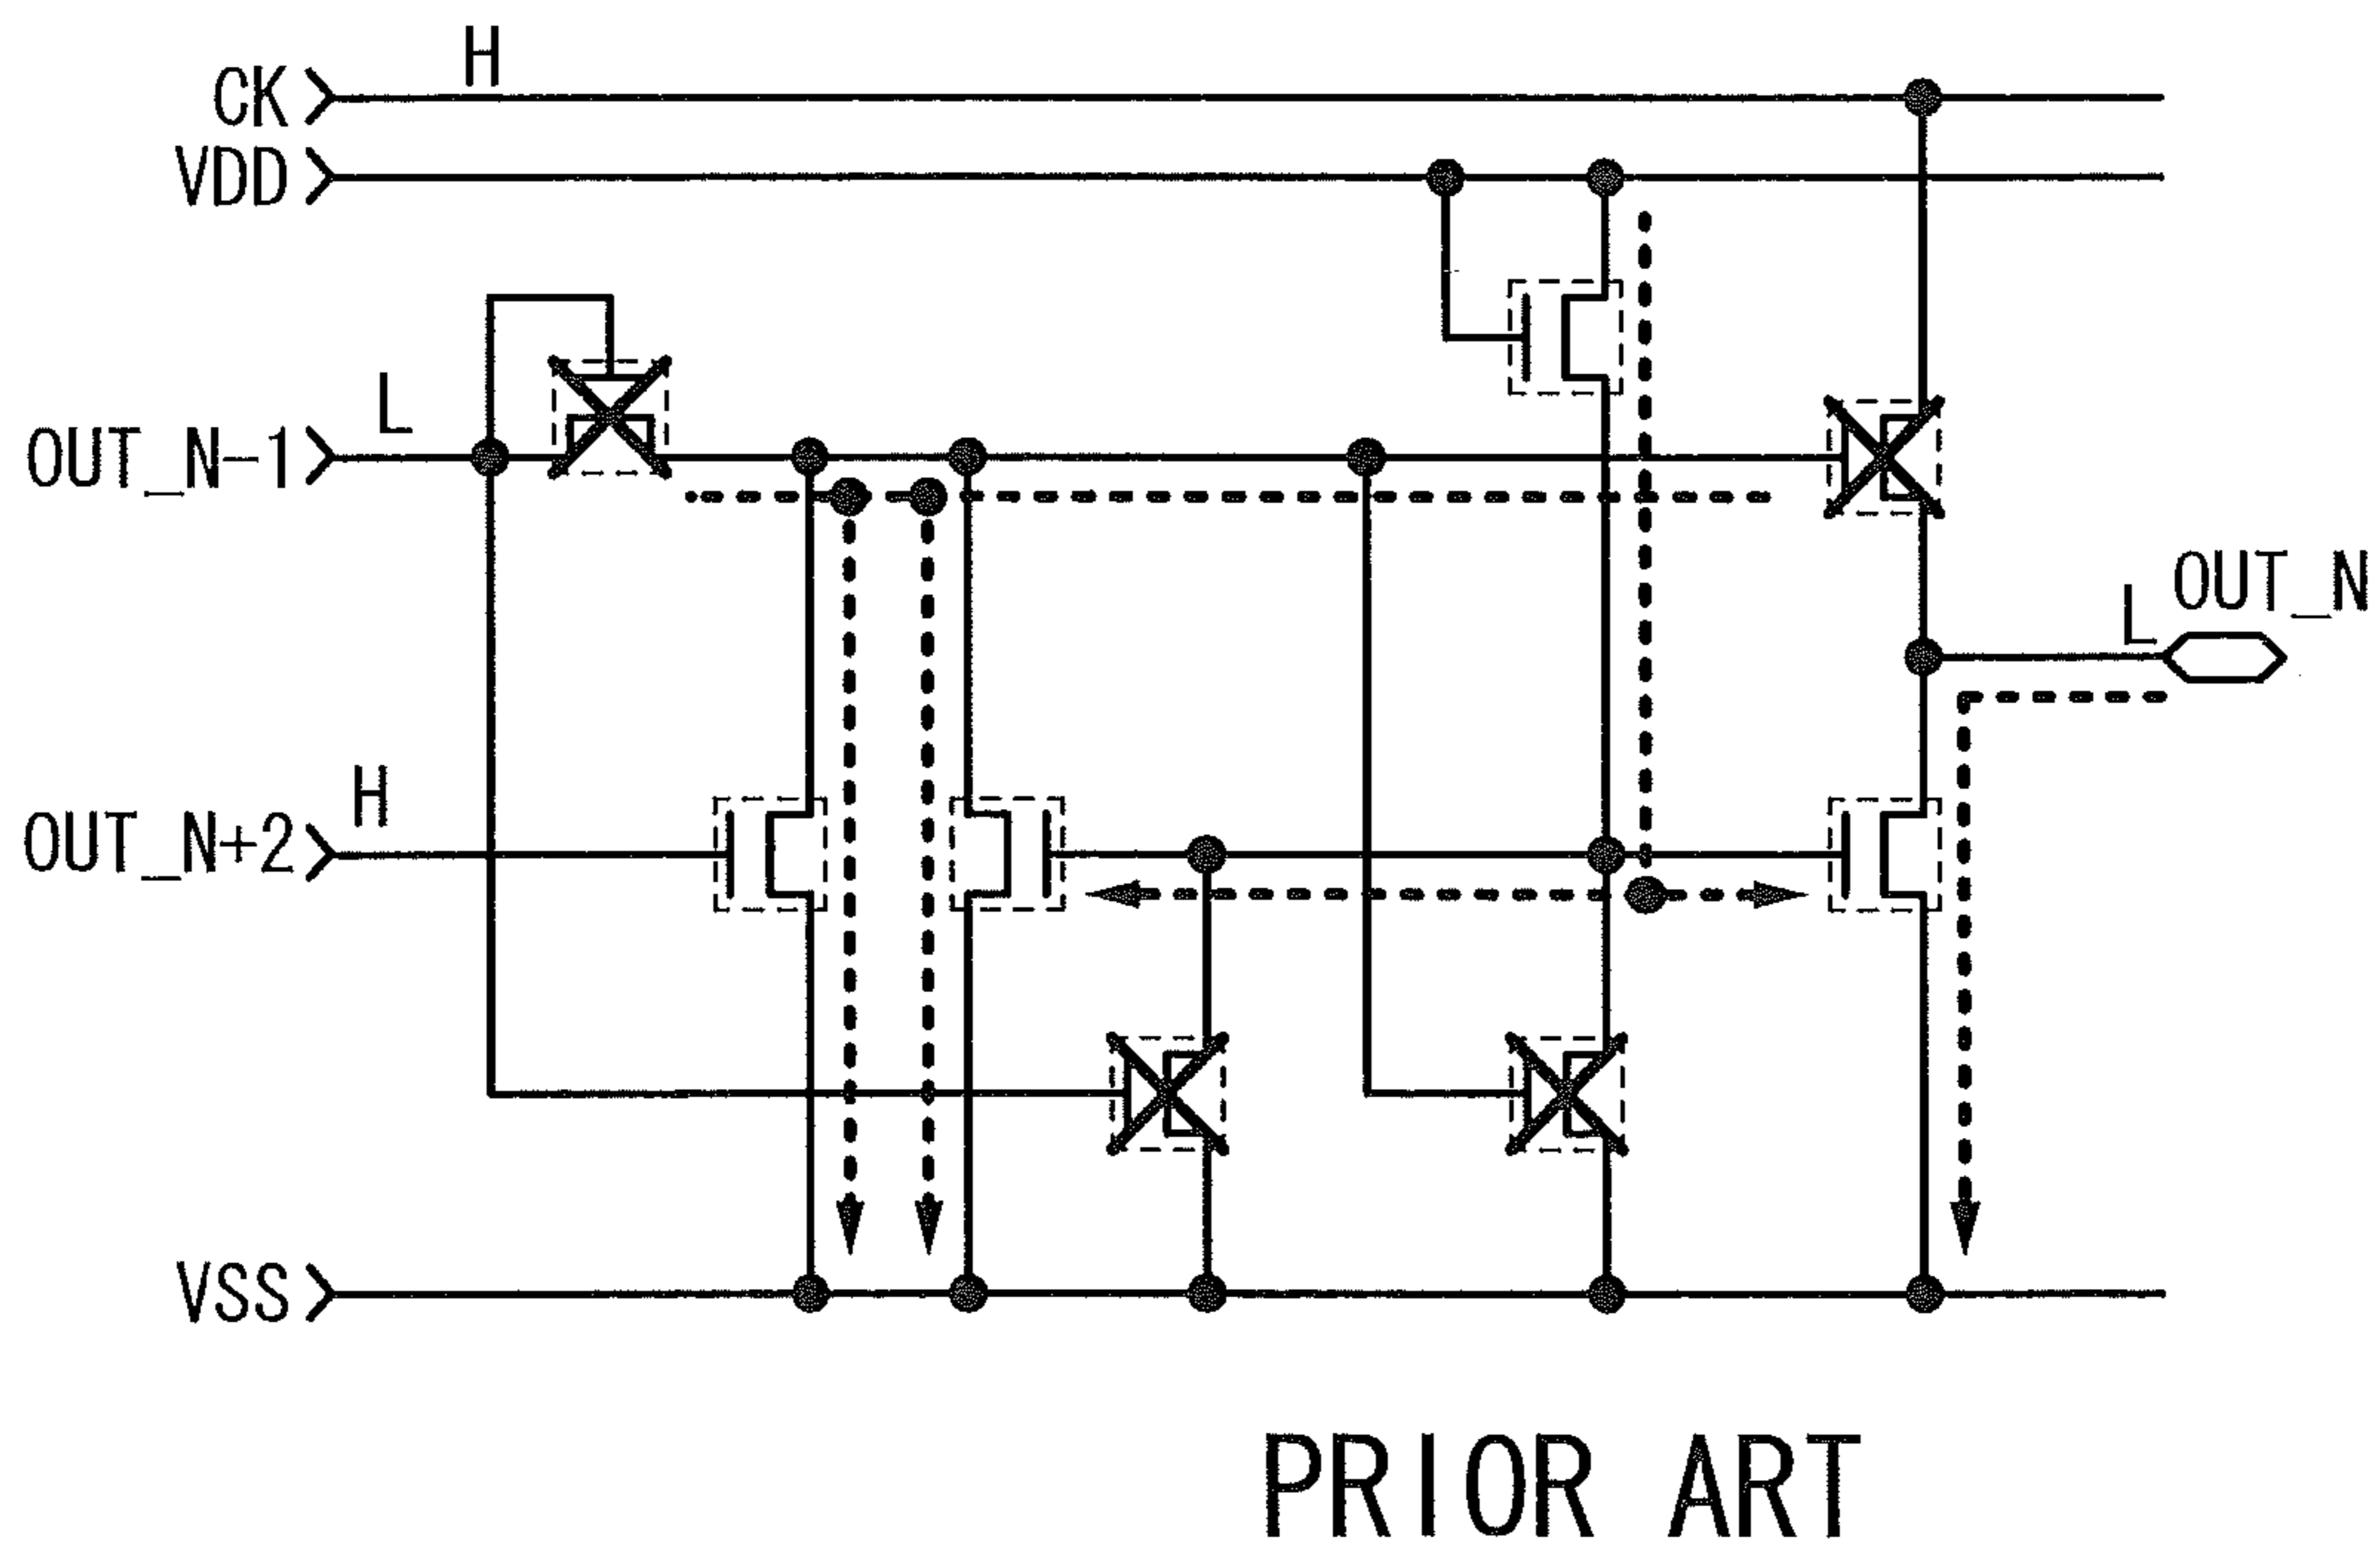 H
CK
VDD
L
OUT_N-1
L
OUT_N
H
OUT_N+2
VSS
PRIOR ART